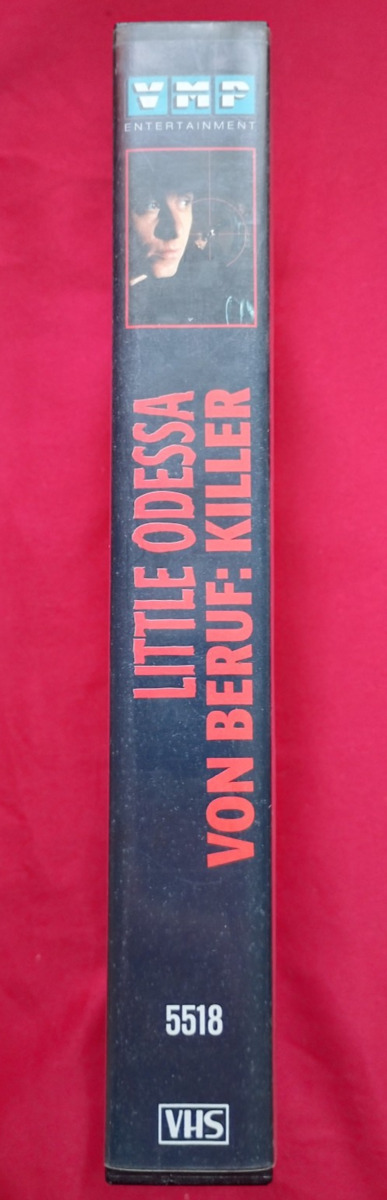 VMP
ENTERTAINMENT
LITTLE ODESSA
VON BERUF: KILLER
5518
VHS